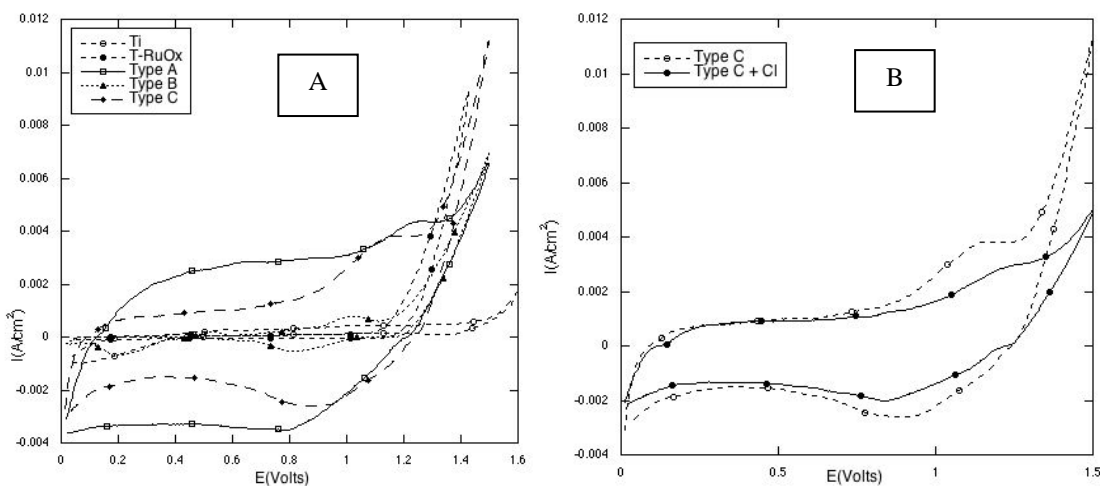 0.012
0.01
0.008
0.006
0.004
0.002
0
-0.002
-0.004
I(A/cm²)
Ti
T-RuOx
Type A
Type B
Type C
A
0 0.2 0.4 0.6 0.8 1 1.2 1.4 1.6
E(Volts)
0.012
0.01
0.008
0.006
0.004
0.002
0
-0.002
-0.004
I(A/cm²)
Type C
Type C + Cl
B
0 0.5 1 1.5
E(Volts)